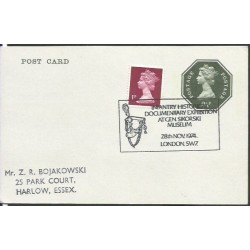 POST CARD
1P
INFANTRY HISTORY
DOCUMENTARY EXHIBITION
AT GEN. SIKORSKI
MUSEUM
28th NOV. 1974.
LONDON. SW7
Mr. Z. R. BOJAKOWSKI
25 PARK COURT,
HARLOW, ESSEX.